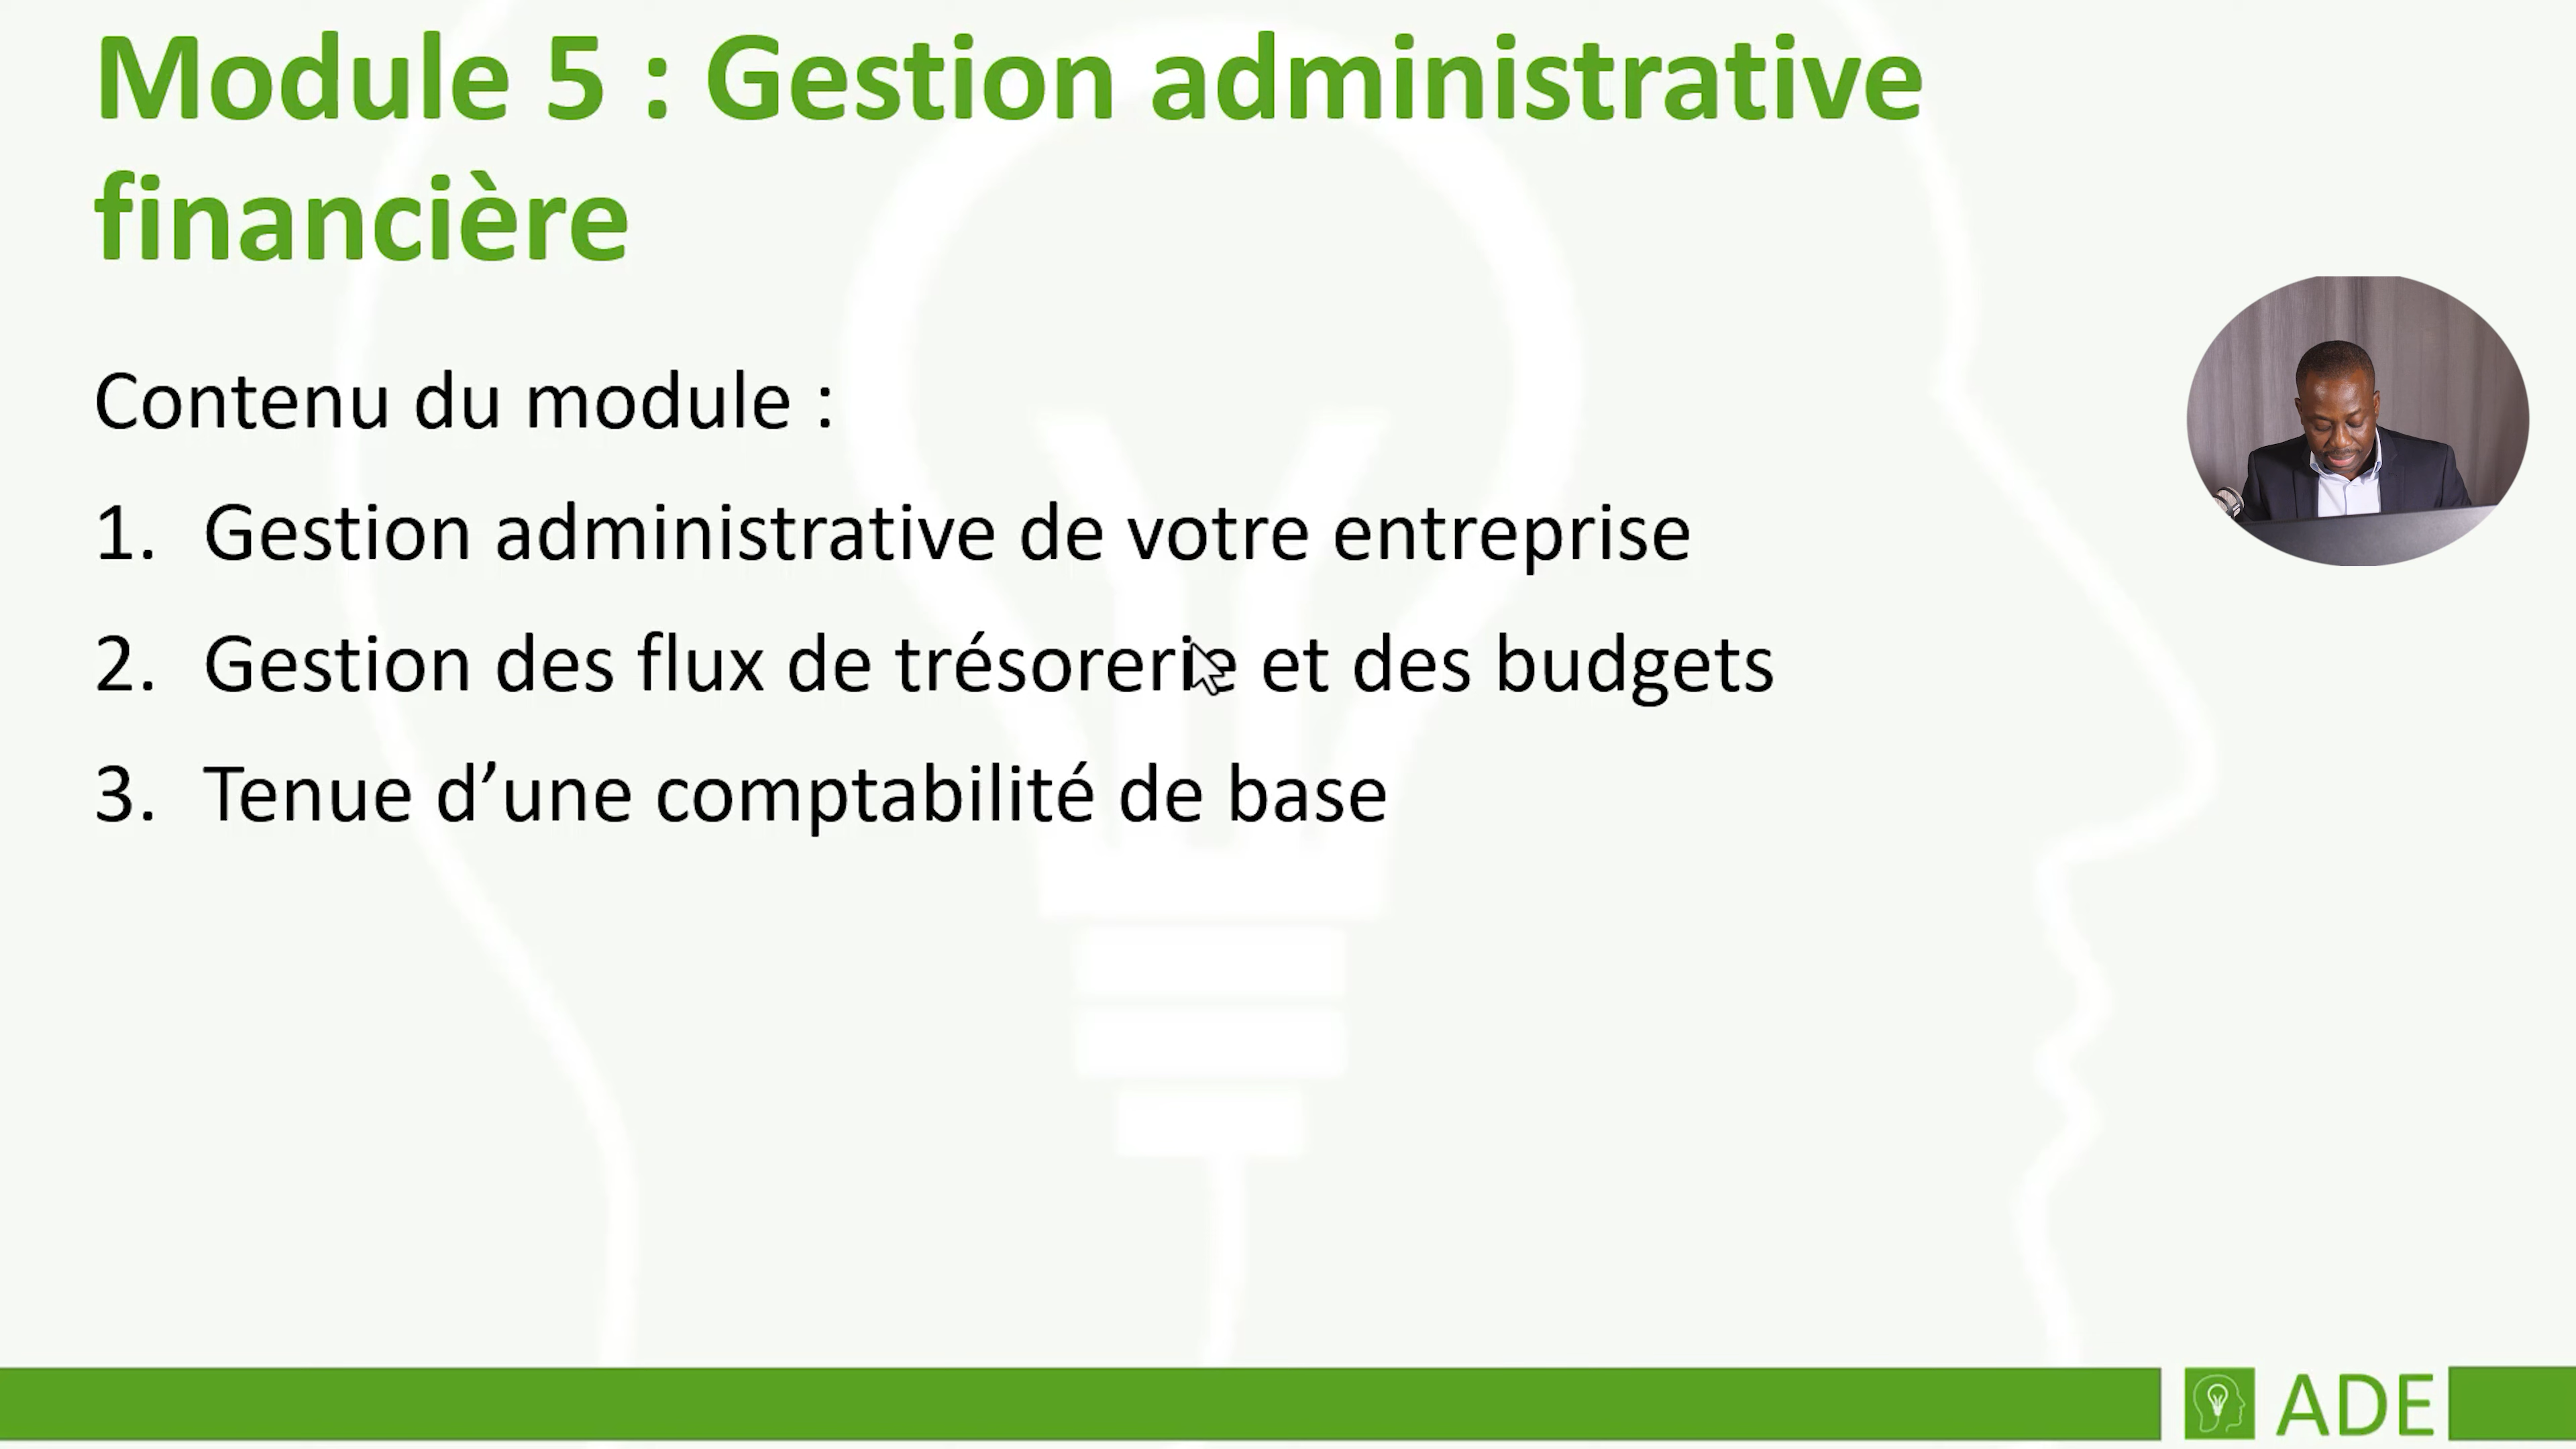 Module 5 : Gestion administrative
financière
Contenu du module :
1. Gestion administrative de votre entreprise
2. Gestion des flux de trésorerie et des budgets
3. Tenue d’une comptabilité de base
ADE